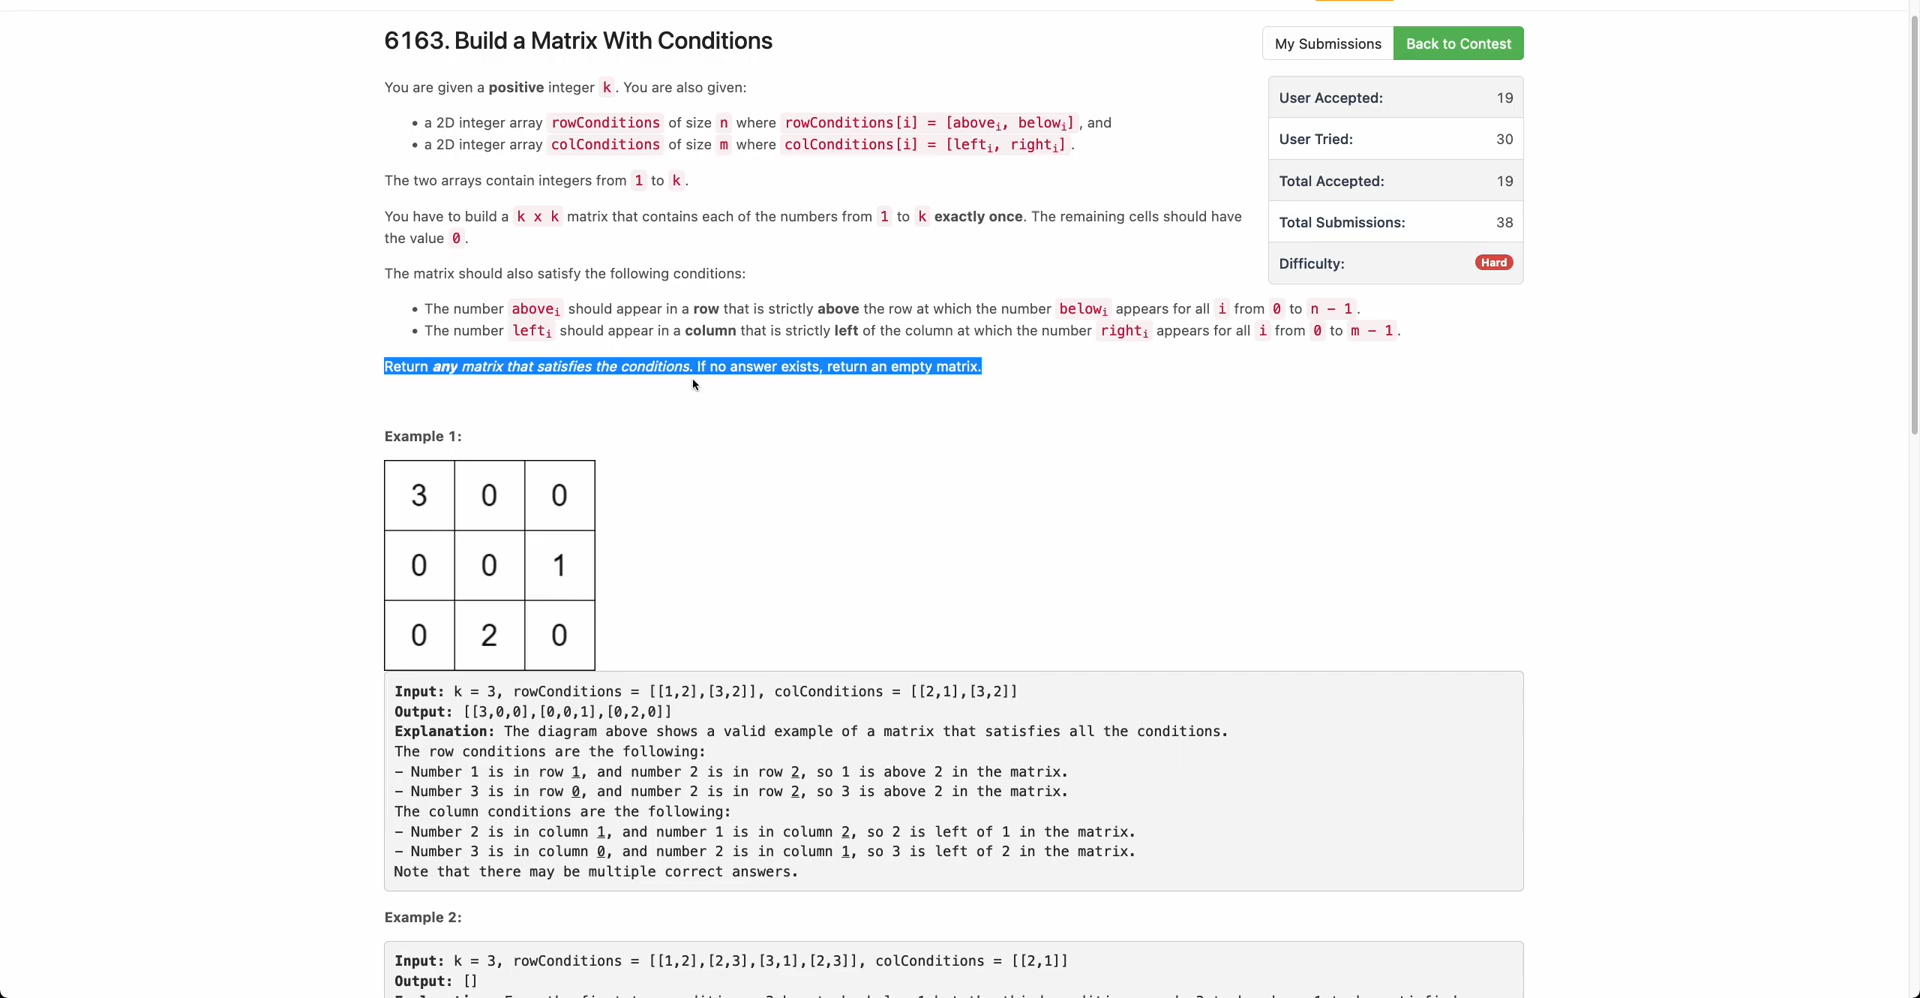 6163. Build a Matrix With Conditions
My Submissions
Back to Contest
You are given a positive integer k . You are also given:
• a 2D integer array rowConditions of size n where rowConditions[i] = [aboveᵢ, belowᵢ] , and
• a 2D integer array colConditions of size m where colConditions[i] = [leftᵢ, rightᵢ] .
The two arrays contain integers from 1 to k .
You have to build a k x k matrix that contains each of the numbers from 1 to k exactly once. The remaining cells should have
the value 0 .
The matrix should also satisfy the following conditions:
• The number aboveᵢ should appear in a row that is strictly above the row at which the number belowᵢ appears for all i from 0 to n - 1 .
• The number leftᵢ should appear in a column that is strictly left of the column at which the number rightᵢ appears for all i from 0 to m - 1 .
Return any matrix that satisfies the conditions. If no answer exists, return an empty matrix.
User Accepted: 19
User Tried: 30
Total Accepted: 19
Total Submissions: 38
Difficulty: Hard
Example 1:
3 0 0
0 0 1
0 2 0
Input: k = 3, rowConditions = [[1,2],[3,2]], colConditions = [[2,1],[3,2]]
Output: [[3,0,0],[0,0,1],[0,2,0]]
Explanation: The diagram above shows a valid example of a matrix that satisfies all the conditions.
The row conditions are the following:
- Number 1 is in row 1, and number 2 is in row 2, so 1 is above 2 in the matrix.
- Number 3 is in row 0, and number 2 is in row 2, so 3 is above 2 in the matrix.
The column conditions are the following:
- Number 2 is in column 1, and number 1 is in column 2, so 2 is left of 1 in the matrix.
- Number 3 is in column 0, and number 2 is in column 1, so 3 is left of 2 in the matrix.
Note that there may be multiple correct answers.
Example 2:
Input: k = 3, rowConditions = [[1,2],[2,3],[3,1],[2,3]], colConditions = [[2,1]]
Output: []